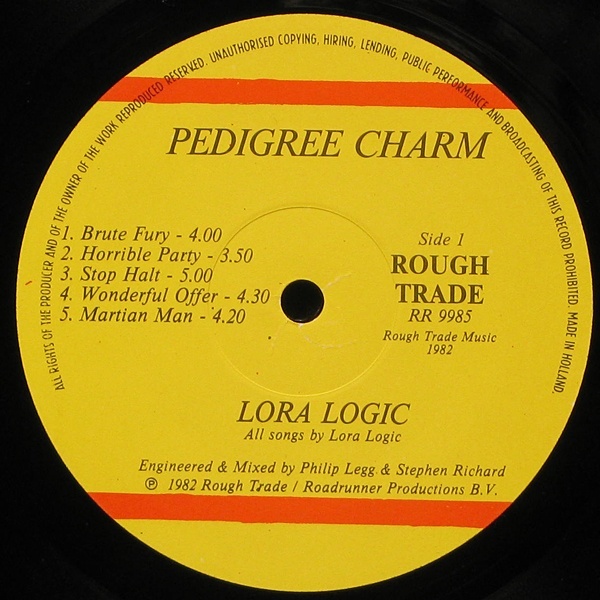 ALL RIGHTS OF THE PRODUCER AND OF THE OWNER OF THE WORK REPRODUCED RESERVED. UNAUTHORISED COPYING, HIRING, LENDING, PUBLIC PERFORMANCE AND BROADCASTING OF THIS RECORD PROHIBITED. MADE IN HOLLAND.
PEDIGREE CHARM
1. Brute Fury - 4.00
2. Horrible Party - 3.50
3. Stop Halt - 5.00
4. Wonderful Offer - 4.30
5. Martian Man - 4.20
Side 1
ROUGH
TRADE
RR 9985
Rough Trade Music
1982
LORA LOGIC
All songs by Lora Logic
Engineered & Mixed by Philip Legg & Stephen Richard
℗ 1982 Rough Trade / Roadrunner Productions B.V.